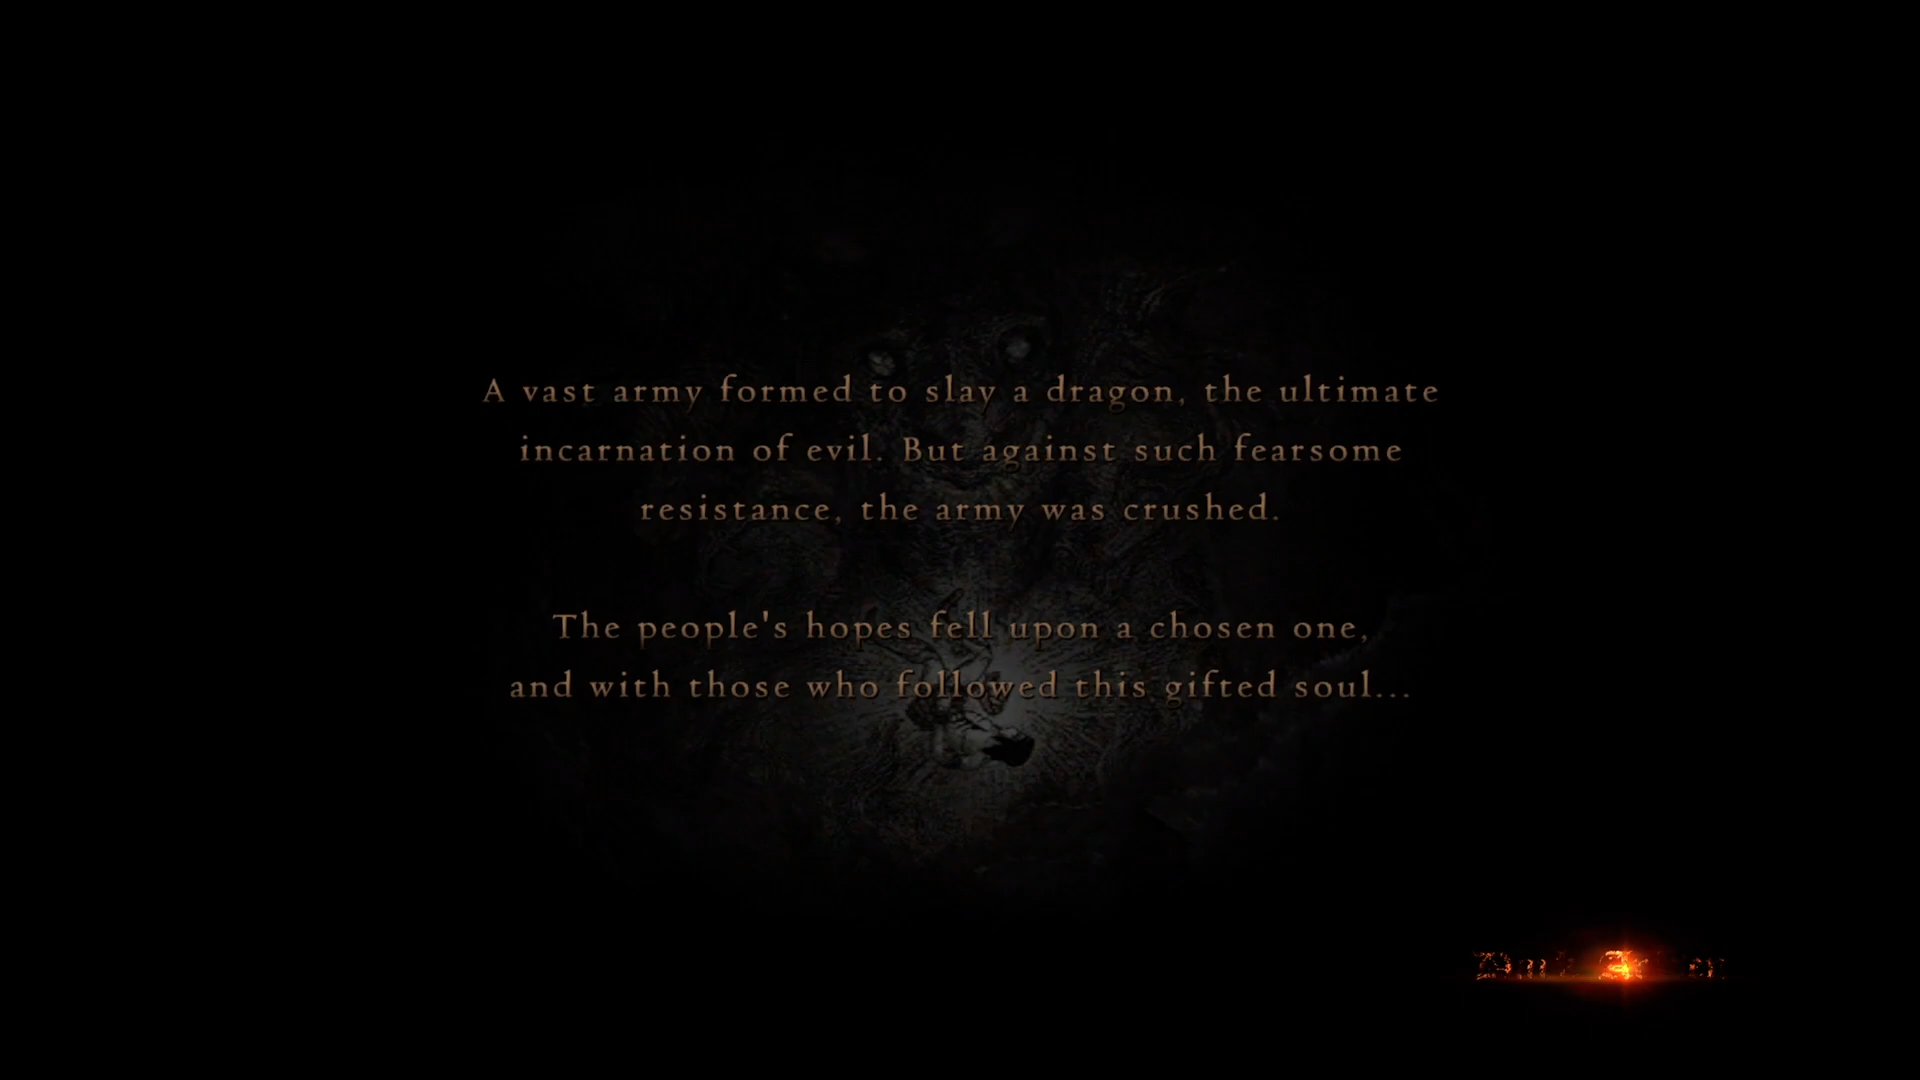 A vast army formed to slay a dragon, the ultimate
incarnation of evil. But against such fearsome
resistance, the army was crushed.
The people's hopes fell upon a chosen one,
and with those who followed this gifted soul...